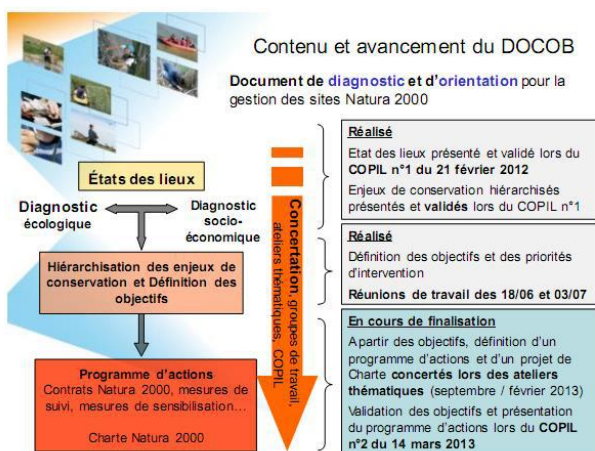 Contenu et avancement du DOCOB
Document de diagnostic et d'orientation pour la
gestion des sites Natura 2000
États des lieux
Diagnostic
écologique
Diagnostic
socio-
économique
Hiérarchisation des enjeux de
conservation et Définition des
objectifs
Programme d'actions
Contrats Natura 2000, mesures de
suivi, mesures de sensibilisation...
Charte Natura 2000
Concertation, groupes de travail,
ateliers thématiques, COPIL
Réalisé
Etat des lieux présenté et validé lors du
COPIL n°1 du 21 février 2012
Enjeux de conservation hiérarchisés
présentés et validés lors du COPIL n°1
Réalisé
Définition des objectifs et des priorités
d'intervention
Réunions de travail des 18/06 et 03/07
En cours de finalisation
A partir des objectifs, définition d'un
programme d'actions et d'un projet de
Charte concertés lors des ateliers
thématiques (septembre / février 2013)
Validation des objectifs et présentation
du programme d'actions lors du COPIL
n°2 du 14 mars 2013